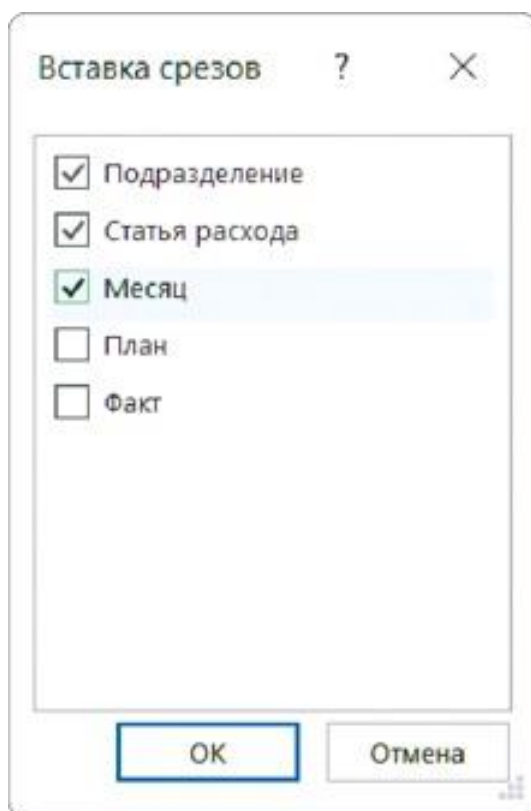 Вставка срезов ?
Подразделение
Статья расхода
Месяц
План
Факт
ОК Отмена